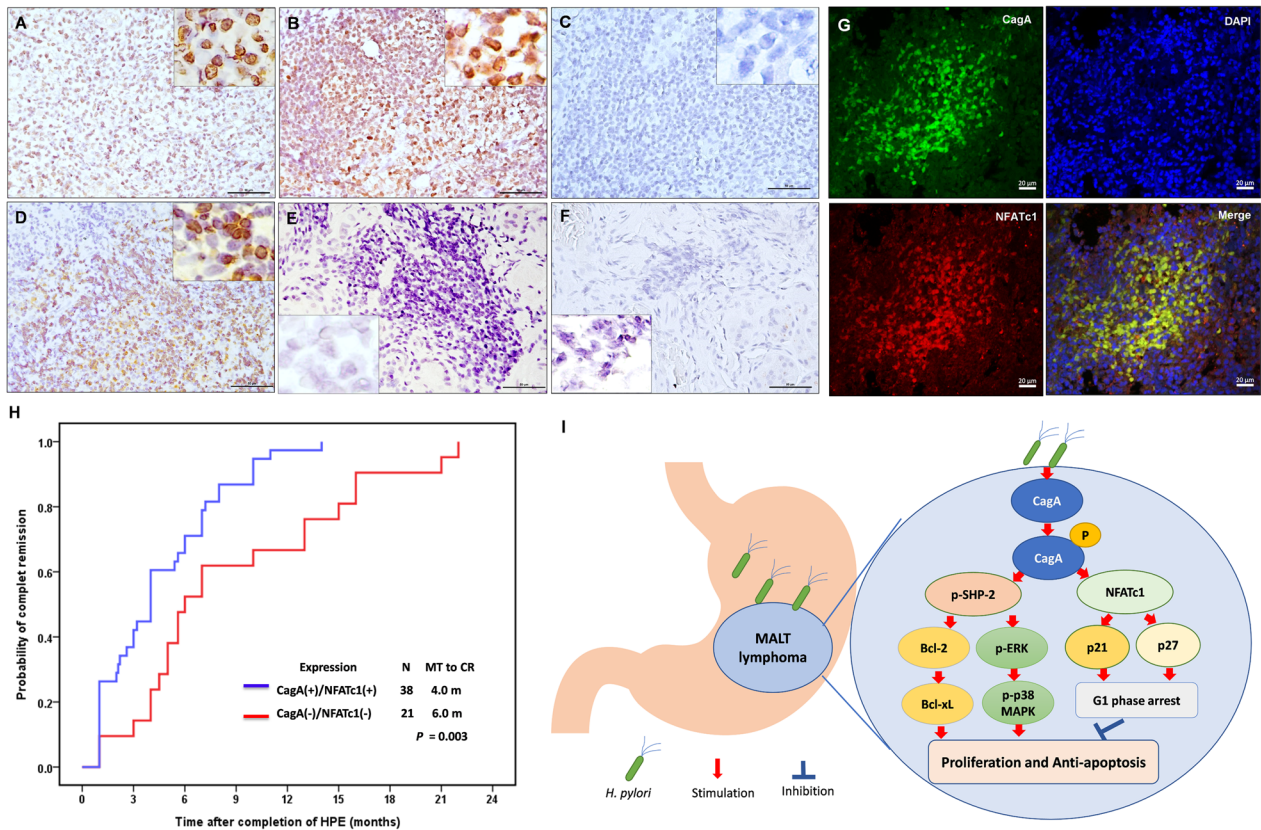 A
B
C
D
E
F
G
CagA
20 µm
DAPI
20 µm
NFATc1
20 µm
Merge
20 µm
H
Probability of complet remission
1.0
0.8
0.6
0.4
0.2
0.0
0 3 6 9 12 15 18 21 24
Time after completion of HPE (months)
Expression N MT to CR
CagA(+)/NFATc1(+) 38 4.0 m
CagA(-)/NFATc1(-) 21 6.0 m
P = 0.003
I
MALT
lymphoma
H. pylori
Stimulation
Inhibition
CagA
P
CagA
p-SHP-2
NFATc1
Bcl-2
p-ERK
p21
p27
Bcl-xL
p-p38
MAPK
G1 phase arrest
Proliferation and Anti-apoptosis